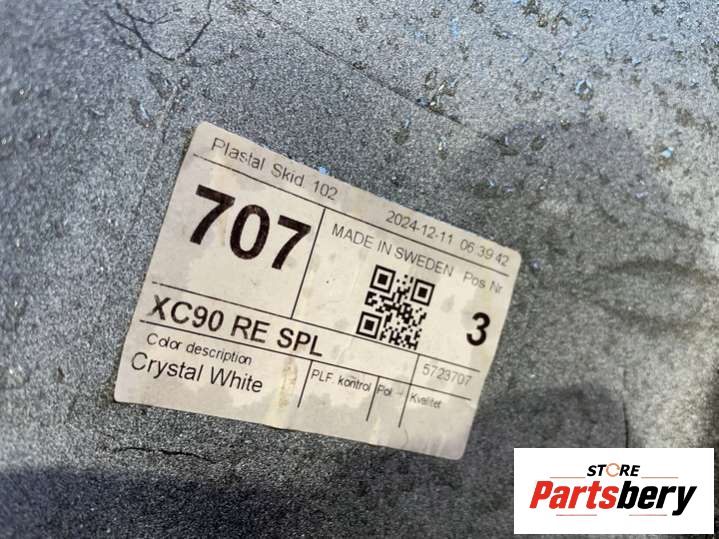 Plastal Skid 102 2024-12-11 06:39:42
707
MADE IN SWEDEN Pos Nr
3
XC90 RE SPL
5723707
Color description
Crystal White
PLF. kontrol Pol. Kvalitet
STORE
Partsbery